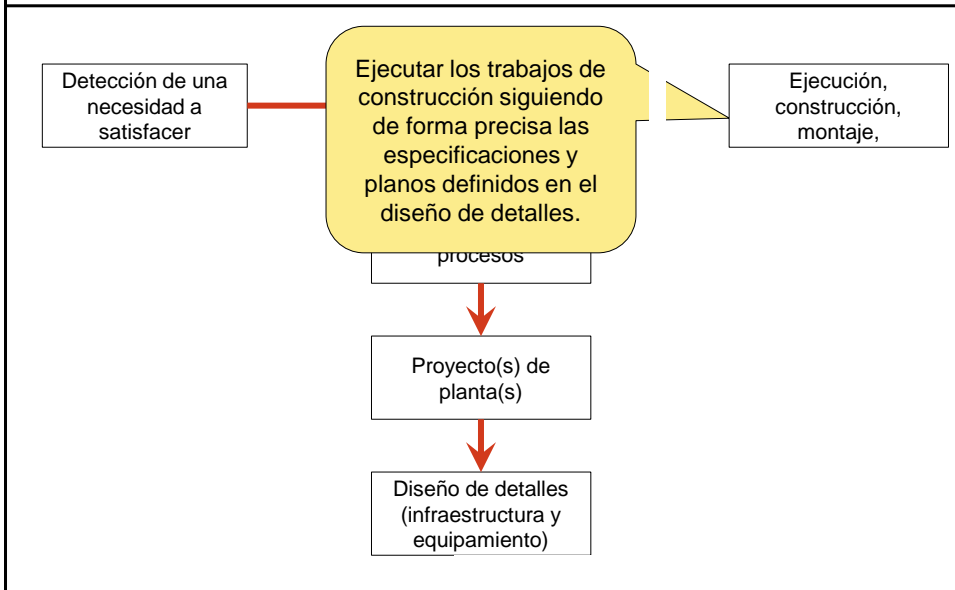 Detección de una
necesidad a
satisfacer
Ejecutar los trabajos de
construcción siguiendo
de forma precisa las
especificaciones y
planos definidos en el
diseño de detalles.
Ejecución,
construcción,
montaje,
procesos
Proyecto(s) de
planta(s)
Diseño de detalles
(infraestructura y
equipamiento)